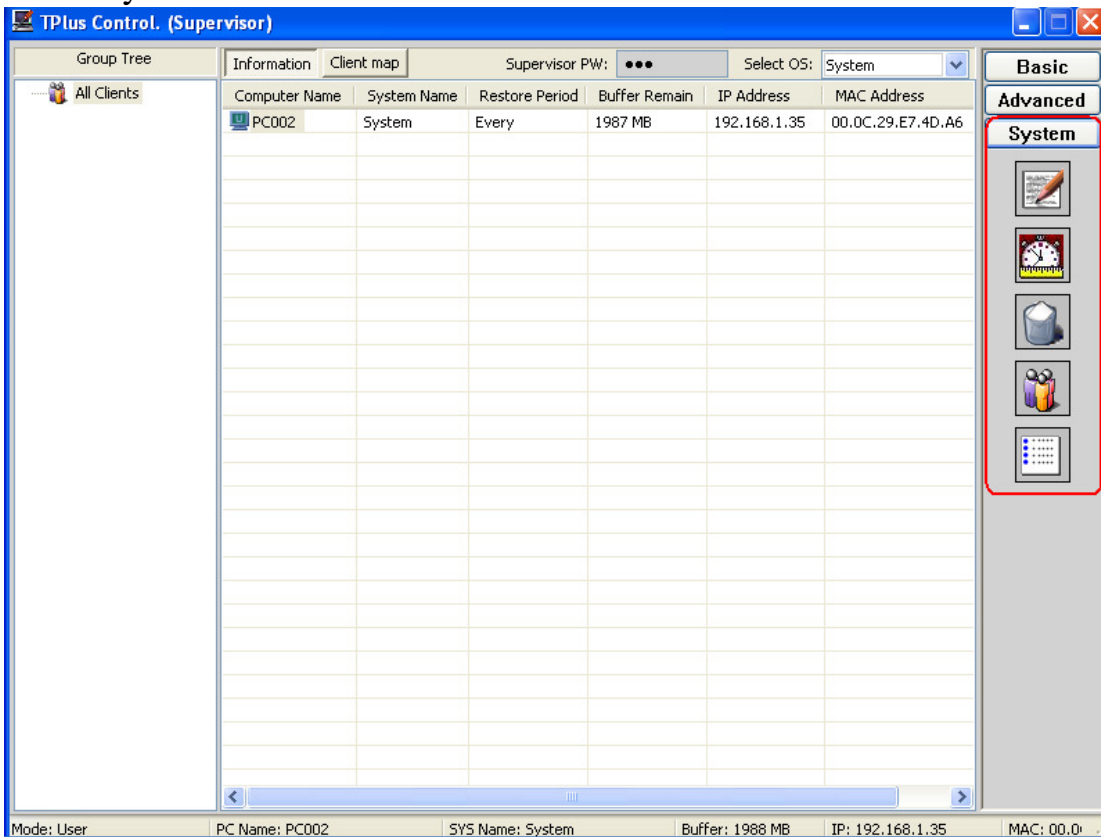 TPlus Control. (Supervisor)
Group Tree
Information Client map Supervisor PW: ●●● Select OS: System
Basic
All Clients
Computer Name System Name Restore Period Buffer Remain IP Address MAC Address
Advanced
PC002 System Every 1987 MB 192.168.1.35 00.0C.29.E7.4D.A6
System
Mode: User PC Name: PC002 SYS Name: System Buffer: 1988 MB IP: 192.168.1.35 MAC: 00.0